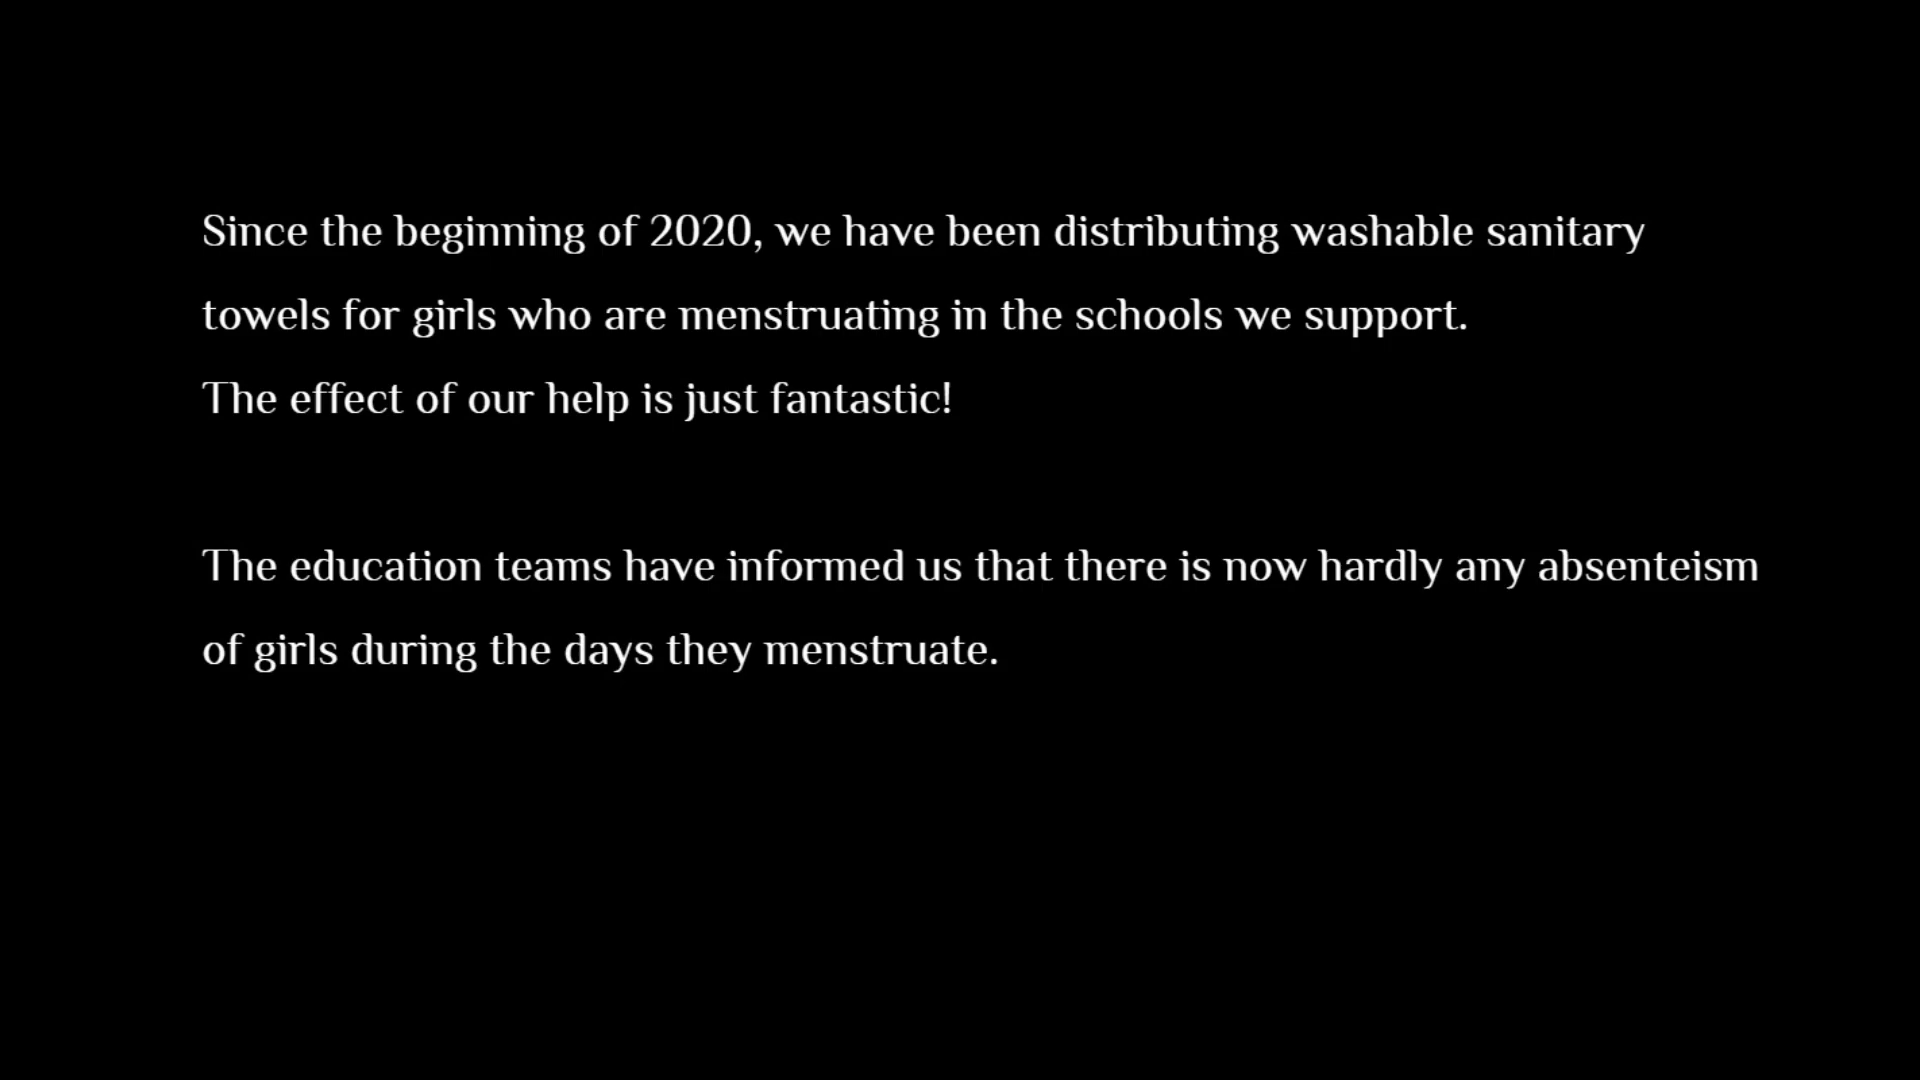 Since the beginning of 2020, we have been distributing washable sanitary
towels for girls who are menstruating in the schools we support.
The effect of our help is just fantastic!
The education teams have informed us that there is now hardly any absenteism
of girls during the days they menstruate.